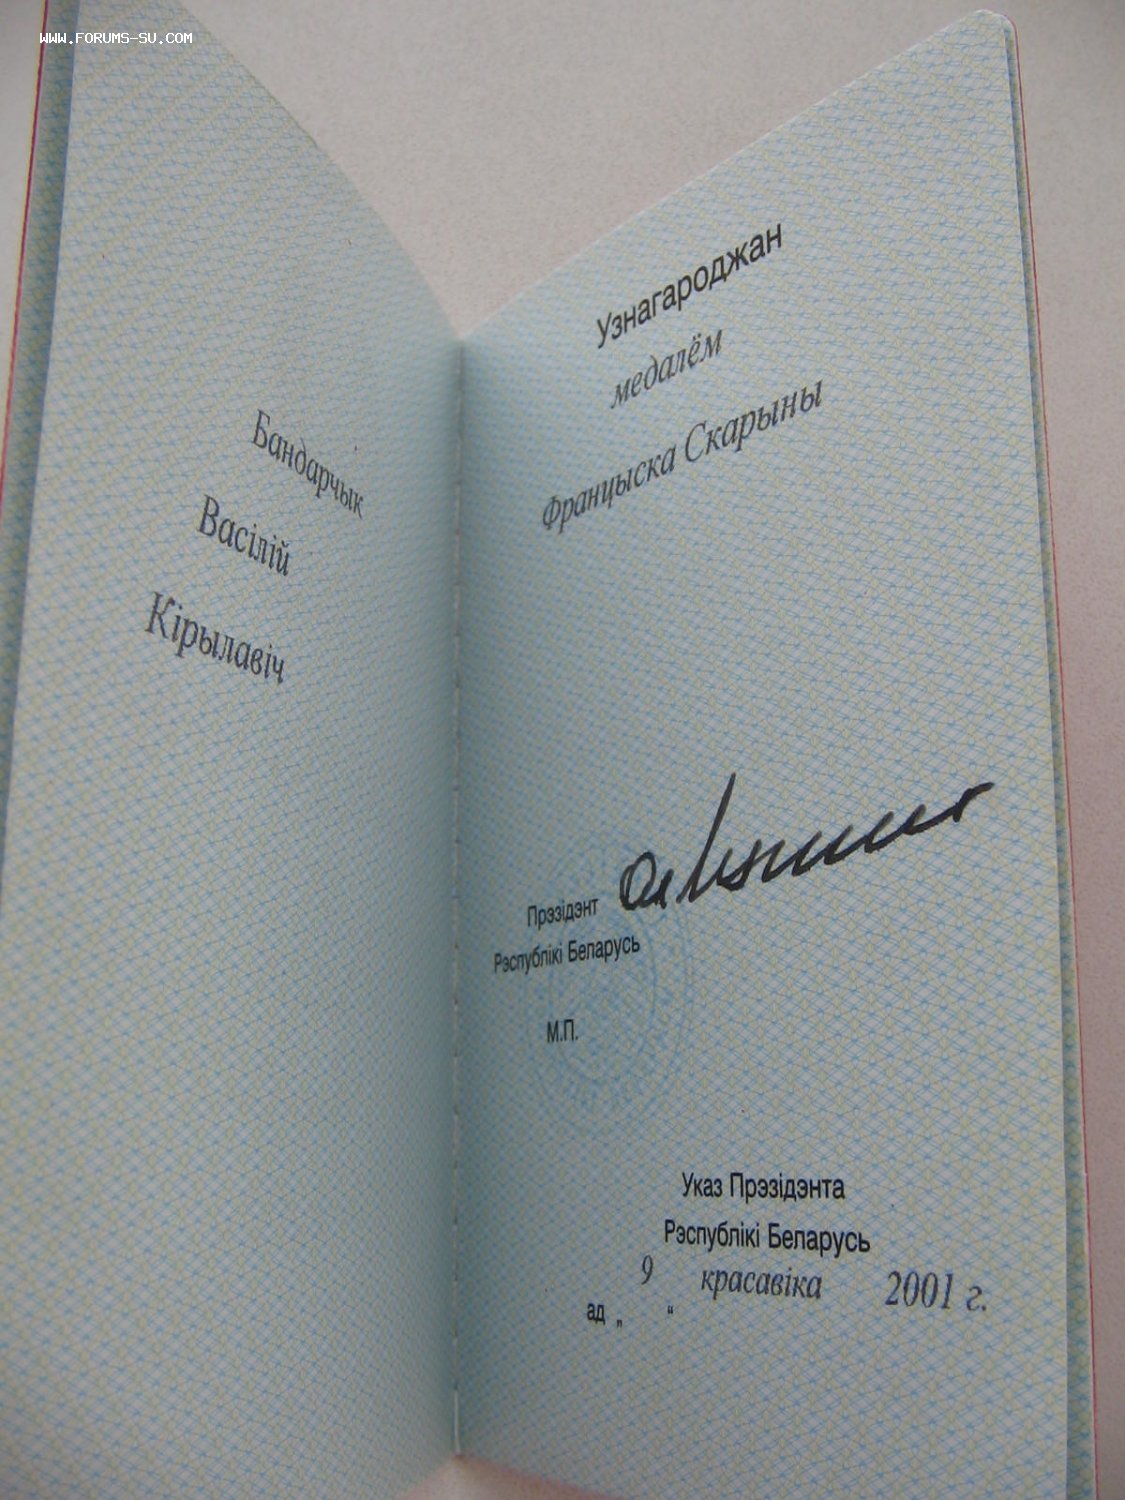 WWW.FORUMS-SU.COM
Бандарчык
Васілій
Кірылавіч
Узнагароджан
медалём
Францыска Скарыны
Прэзідэнт
Рэспублікі Беларусь
М.П.
Указ Прэзідэнта
Рэспублікі Беларусь
ад „ 9 “ красавіка 2001 г.